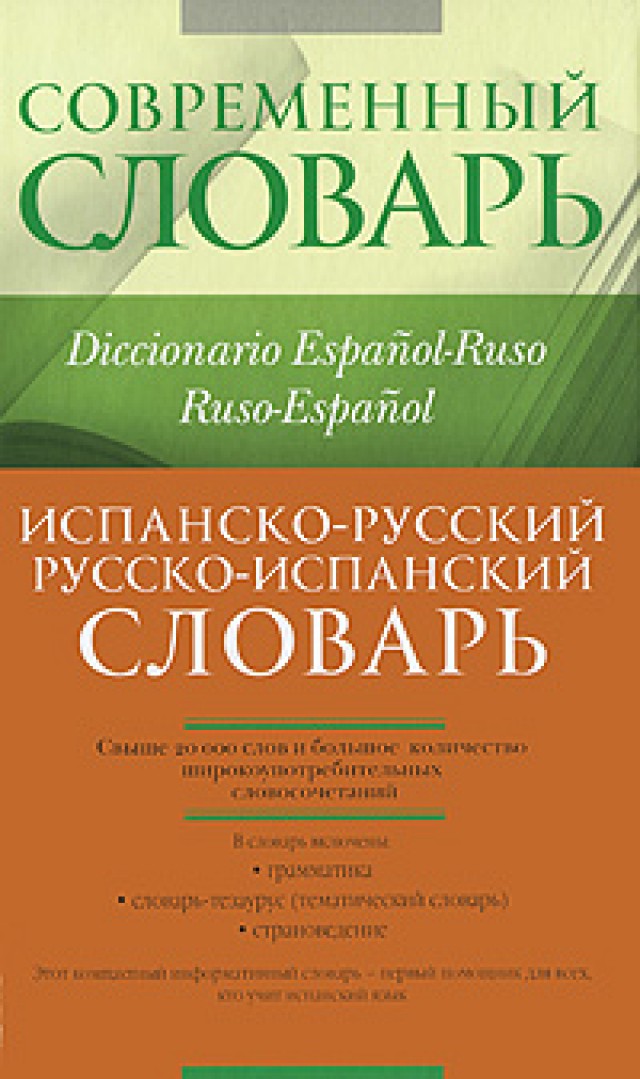 СОВРЕМЕННЫЙ
СЛОВАРЬ
Diccionario Español-Ruso
Ruso-Español
ИСПАНСКО-РУССКИЙ
РУССКО-ИСПАНСКИЙ
СЛОВАРЬ
Свыше 20 000 слов и большое количество
широкоупотребительных
словосочетаний
В словарь включены:
• грамматика
• словарь-тезаурус (тематический словарь)
• страноведение
Этот компактный информативный словарь – первый помощник для всех,
кто учит испанский язык